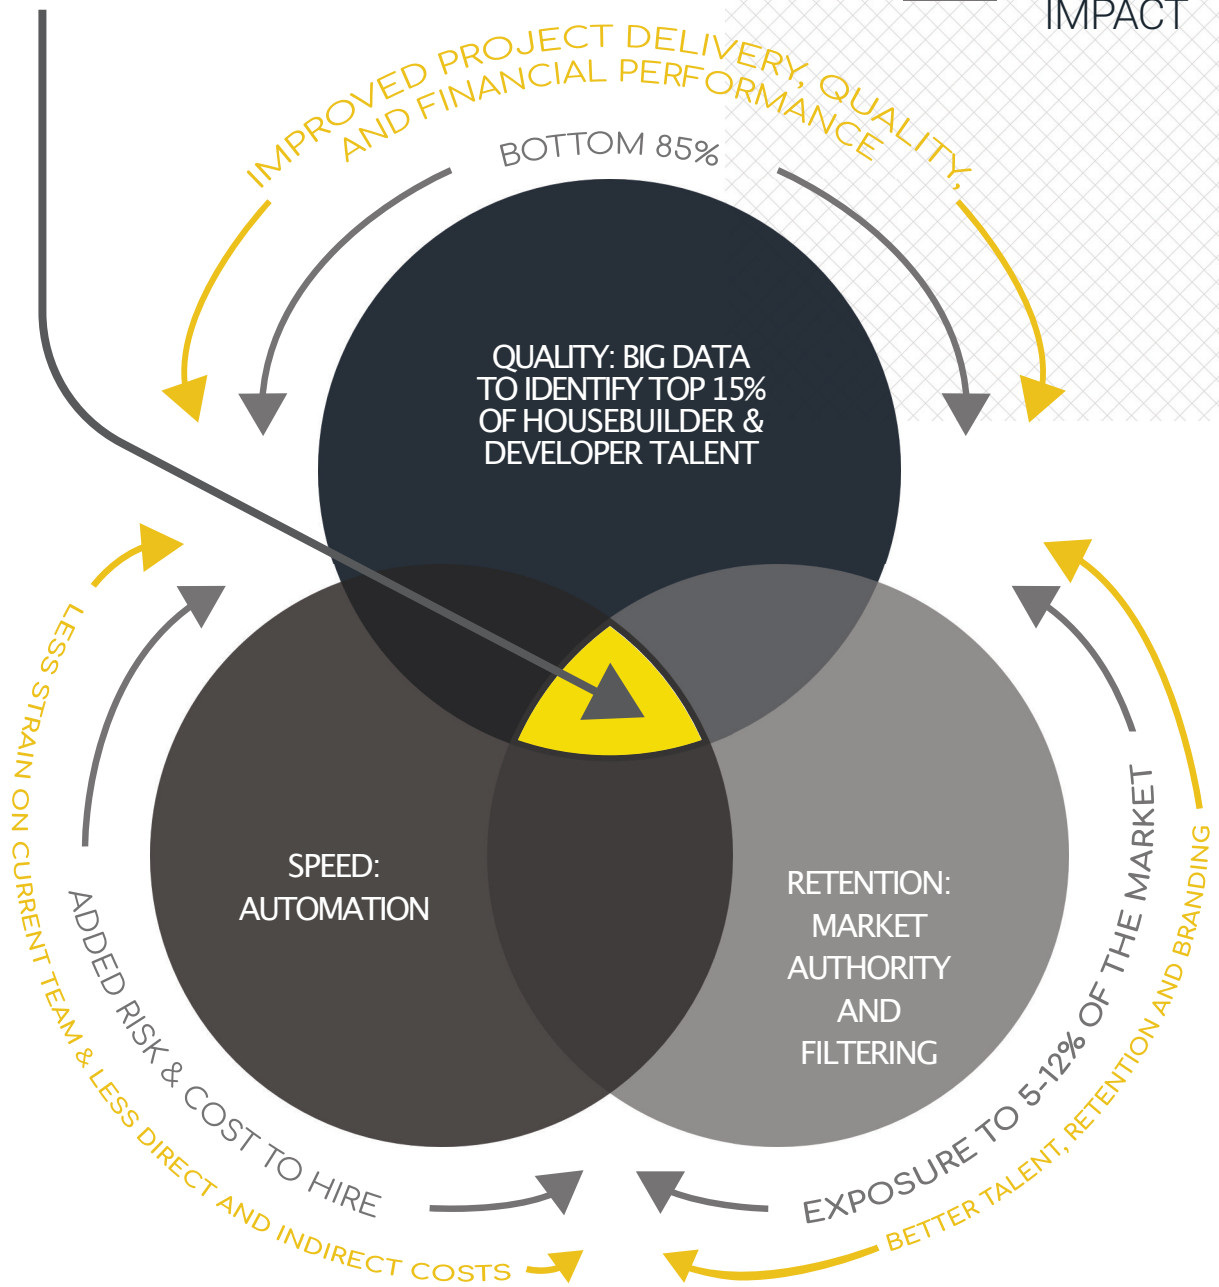 IMPACT
IMPROVED PROJECT DELIVERY, QUALITY,
AND FINANCIAL PERFORMANCE
BOTTOM 85%
QUALITY: BIG DATA
TO IDENTIFY TOP 15%
OF HOUSEBUILDER &
DEVELOPER TALENT
SPEED:
AUTOMATION
RETENTION:
MARKET
AUTHORITY
AND
FILTERING
LESS STRAIN ON CURRENT TEAM & LESS DIRECT AND INDIRECT COSTS
ADDED RISK & COST TO HIRE
EXPOSURE TO 5-12% OF THE MARKET
BETTER TALENT, RETENTION AND BRANDING